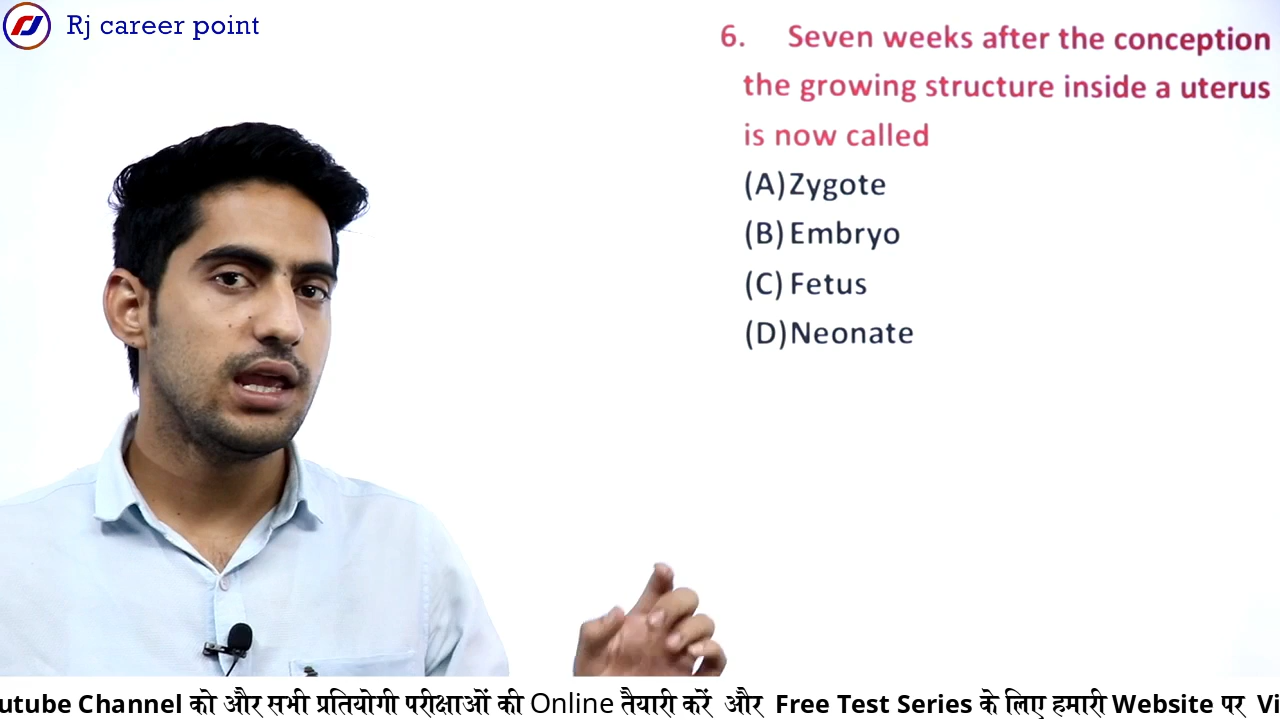 Rj career point
6. Seven weeks after the conception
the growing structure inside a uterus
is now called
(A) Zygote
(B) Embryo
(C) Fetus
(D) Neonate
utube Channel को और सभी प्रतियोगी परीक्षाओं की Online तैयारी करें और Free Test Series के लिए हमारी Website पर Vi